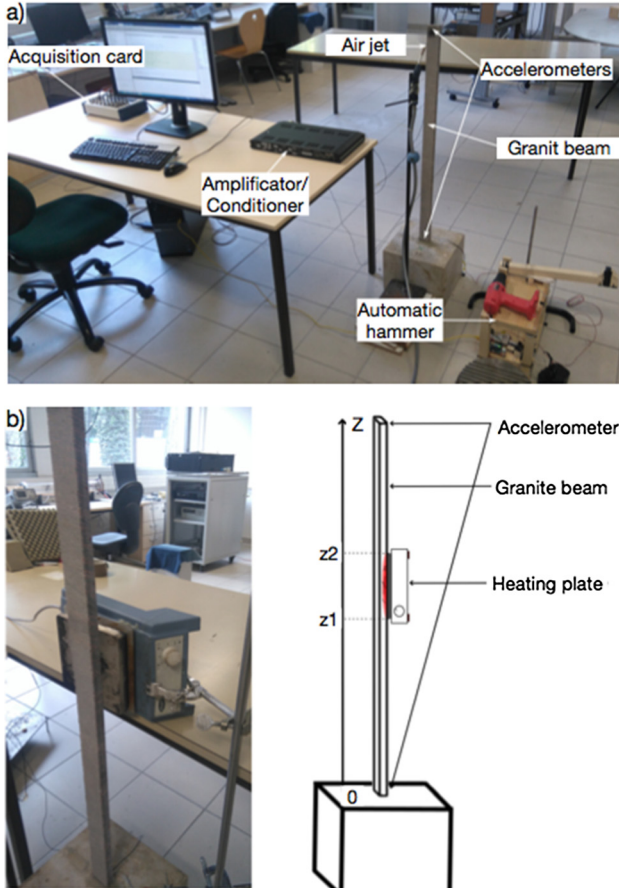 a)
Air jet
Acquisition card
Accelerometers
Granit beam
Amplificator/
Conditioner
Automatic
hammer
b)
Z
Accelerometer
Granite beam
z2
Heating plate
z1
0